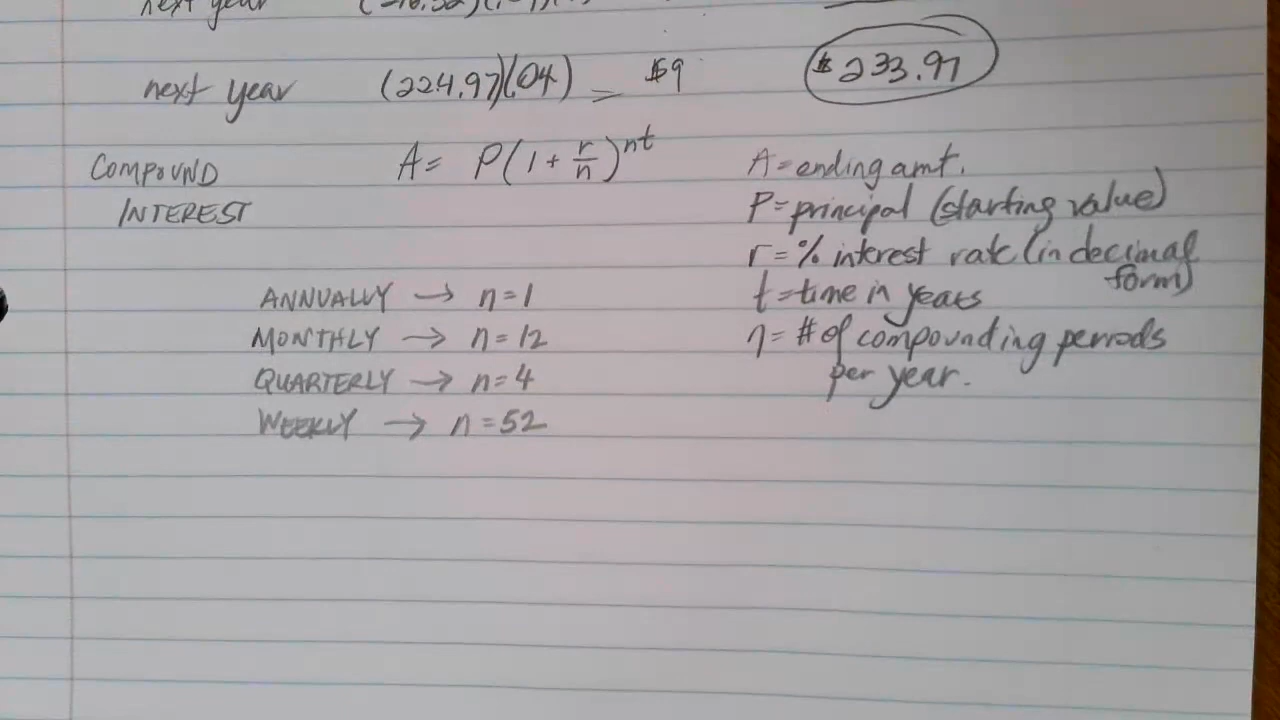 next year
next year (224.97)(.04) = $9 $233.97
COMPOUND A = P(1 + r/n)^nt A = ending amt.
INTEREST P = principal (starting value)
r = % interest rate (in decimal form)
ANNUALLY → n = 1 t = time in years
MONTHLY → n = 12 n = # of compounding periods
QUARTERLY → n = 4 per year.
WEEKLY → n = 52